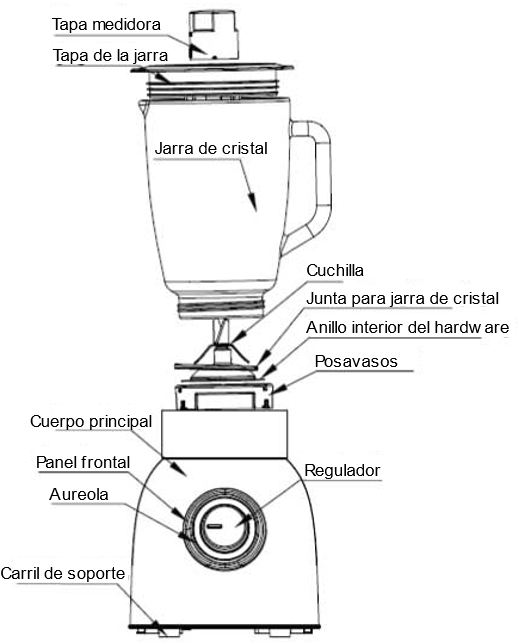 Tapa medidora
Tapa de la jarra
Jarra de cristal
Cuchilla
Junta para jarra de cristal
Anillo interior del hardw are
Posavasos
Cuerpo principal
Panel frontal
Regulador
Aureola
Carril de soporte